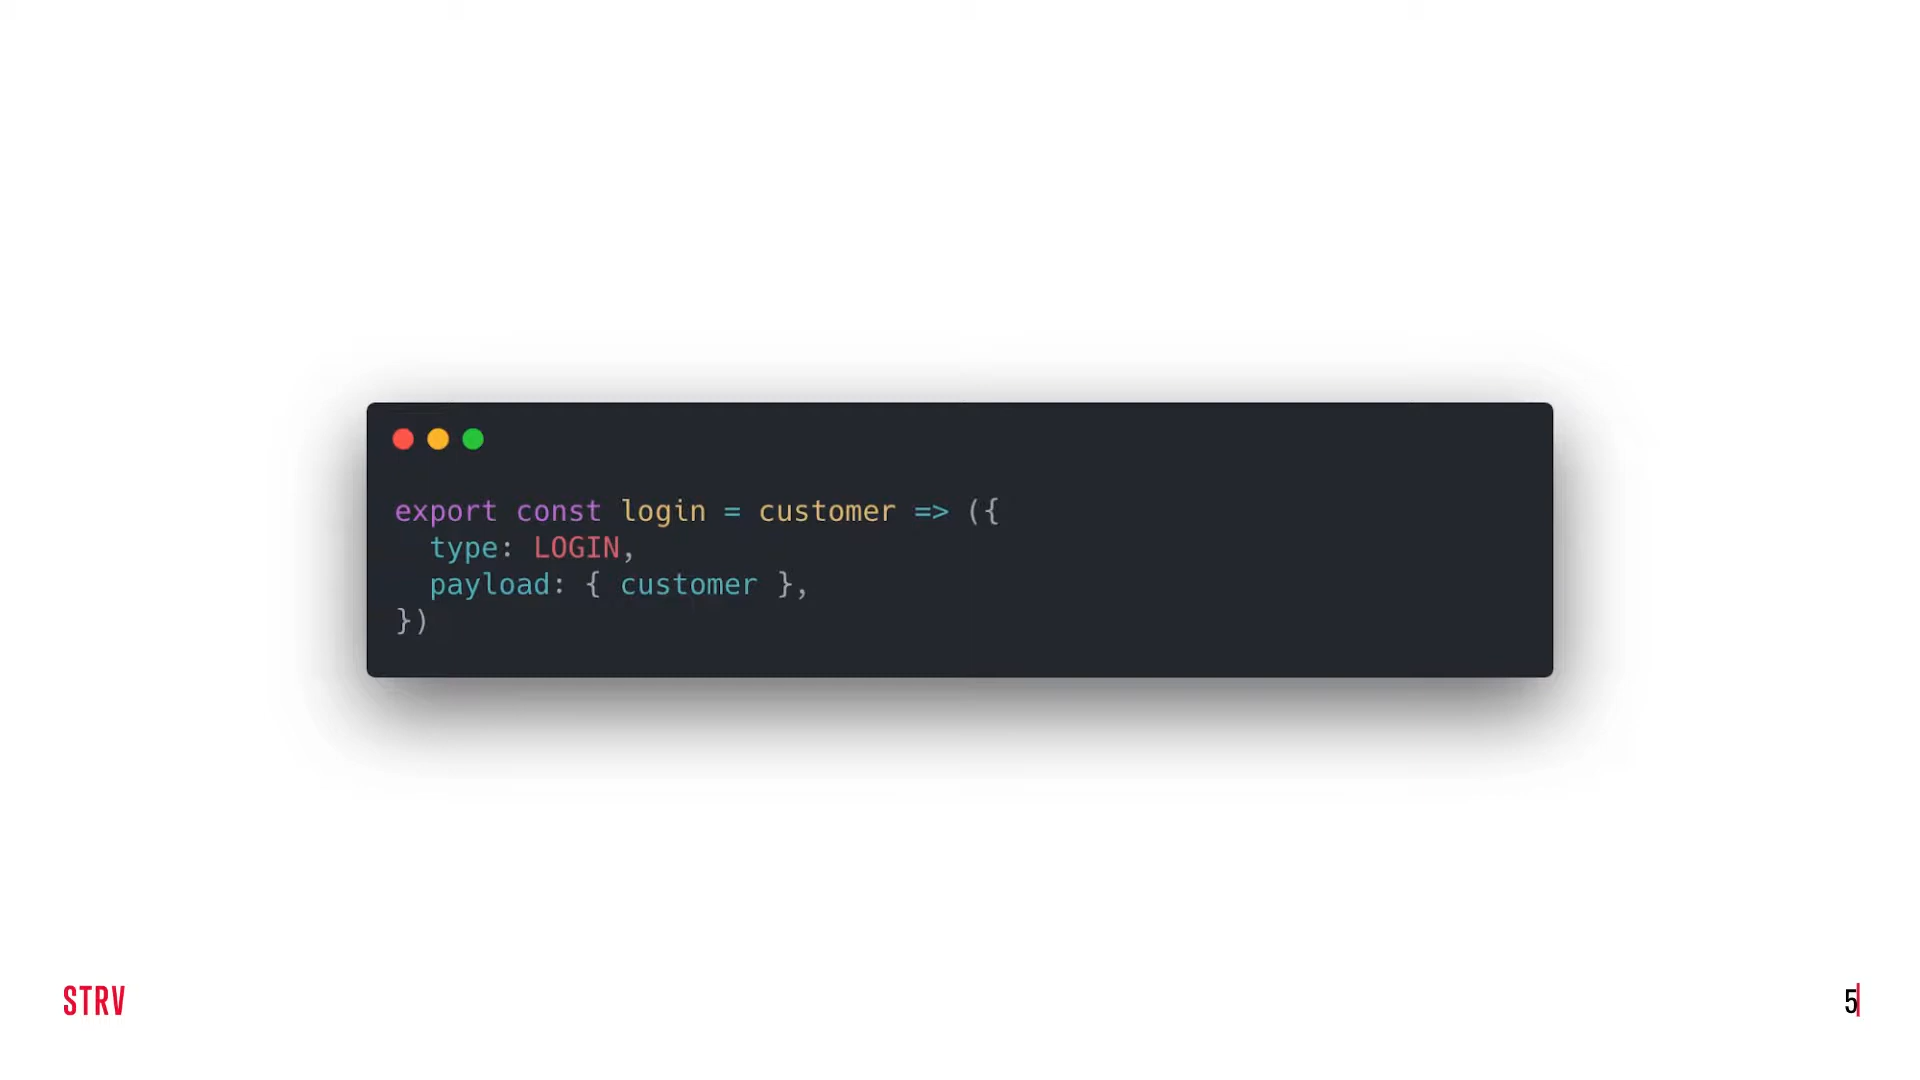 export const login = customer => ({
  type: LOGIN,
  payload: { customer },
})
STRV
5